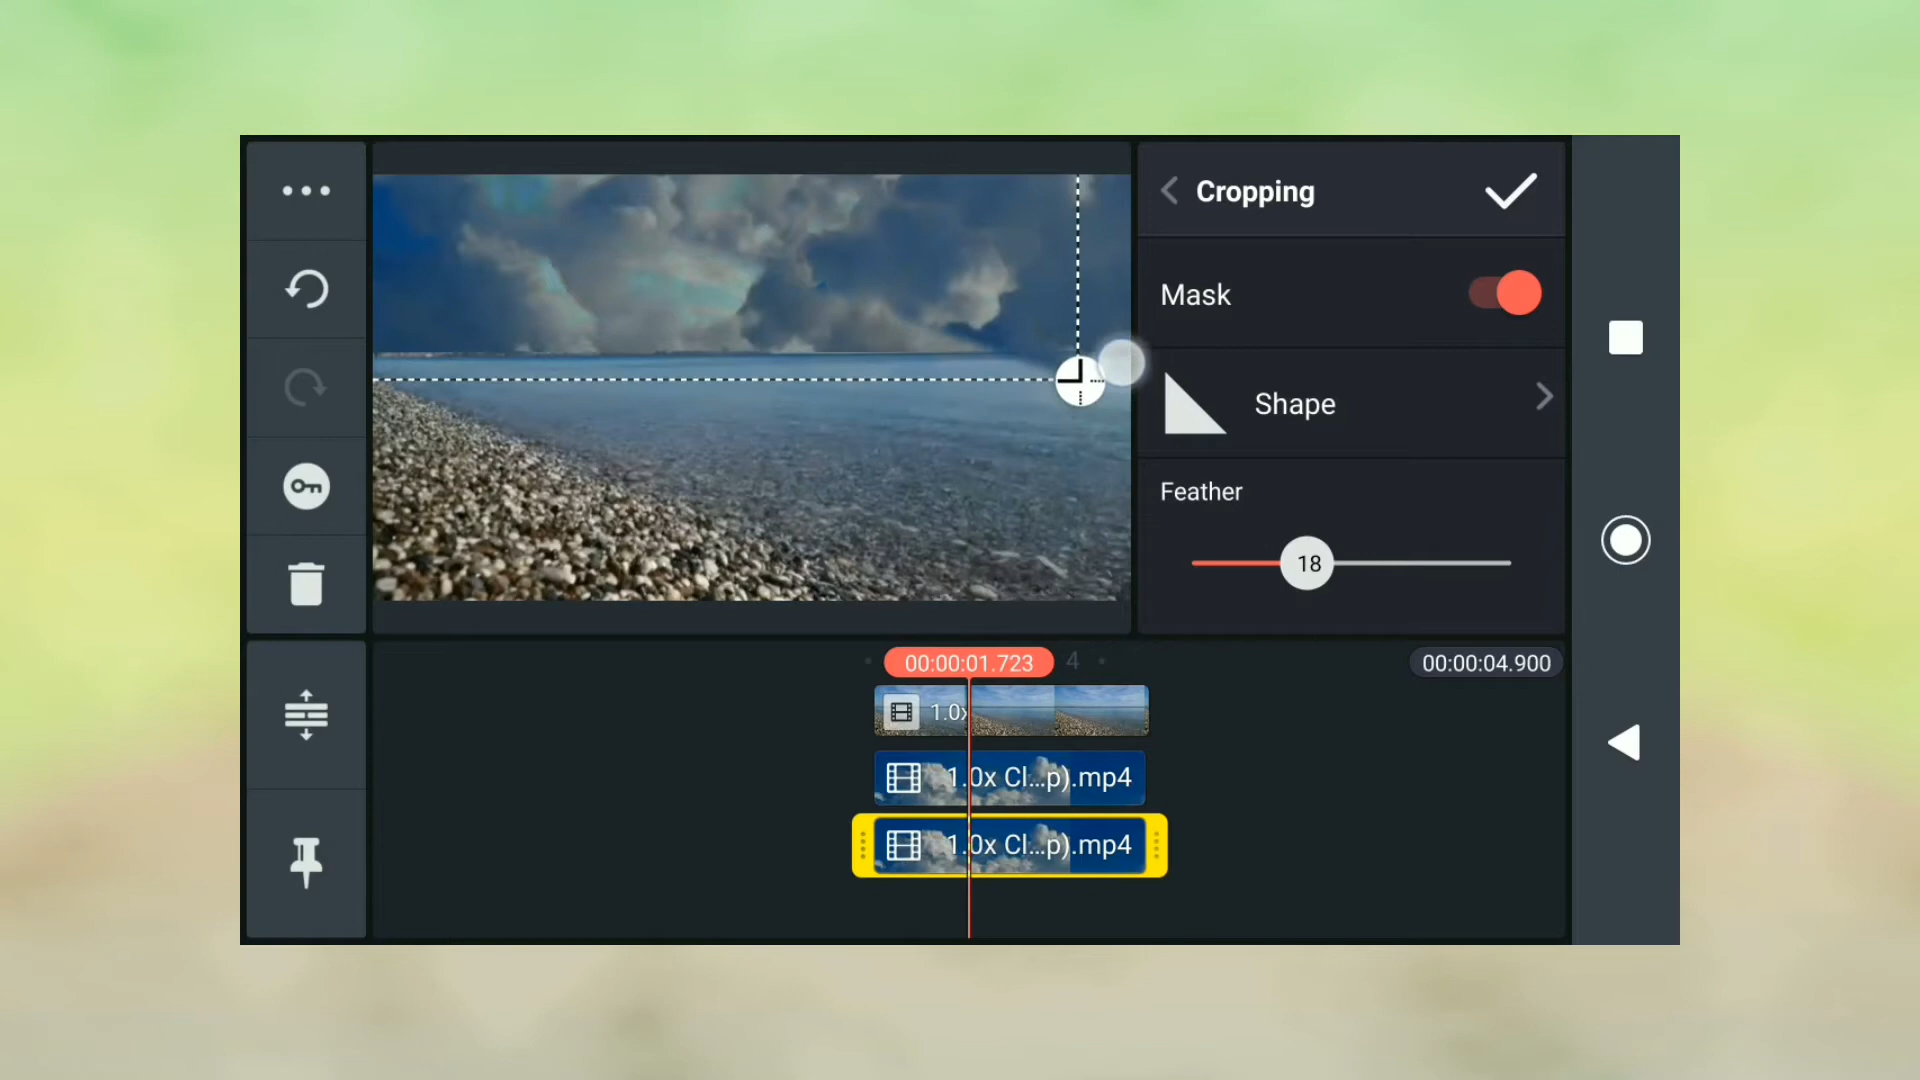 Cropping
Mask
Shape
Feather
18
00:00:01.723
4
00:00:04.900
1.0x
1.0x Cl...p).mp4
1.0x Cl...p).mp4